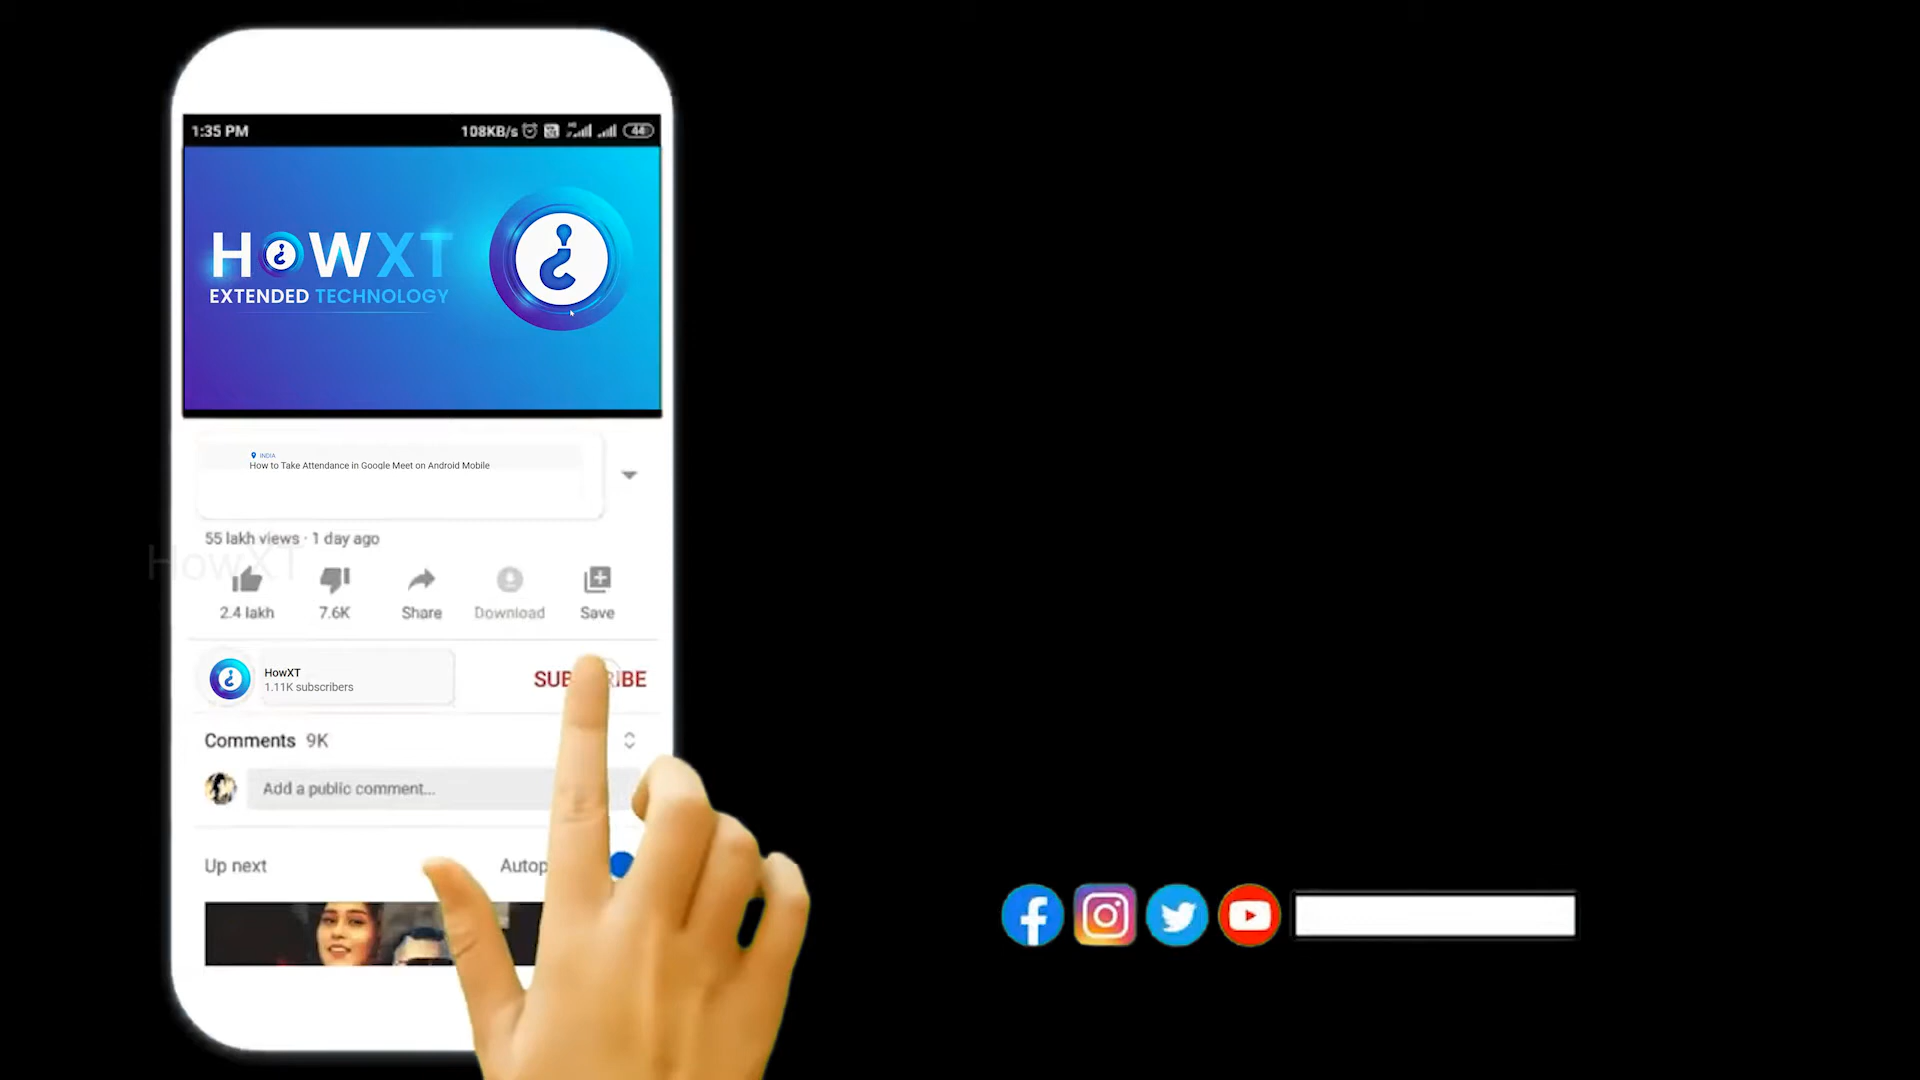 1:35 PM 108KB/s 44
HOWXT
EXTENDED TECHNOLOGY
INDIA
How to Take Attendance in Google Meet on Android Mobile
55 lakh views · 1 day ago
HowXT
2.4 lakh 7.6K Share Download Save
HowXT
1.11K subscribers
Comments 9K
Add a public comment...
Up next